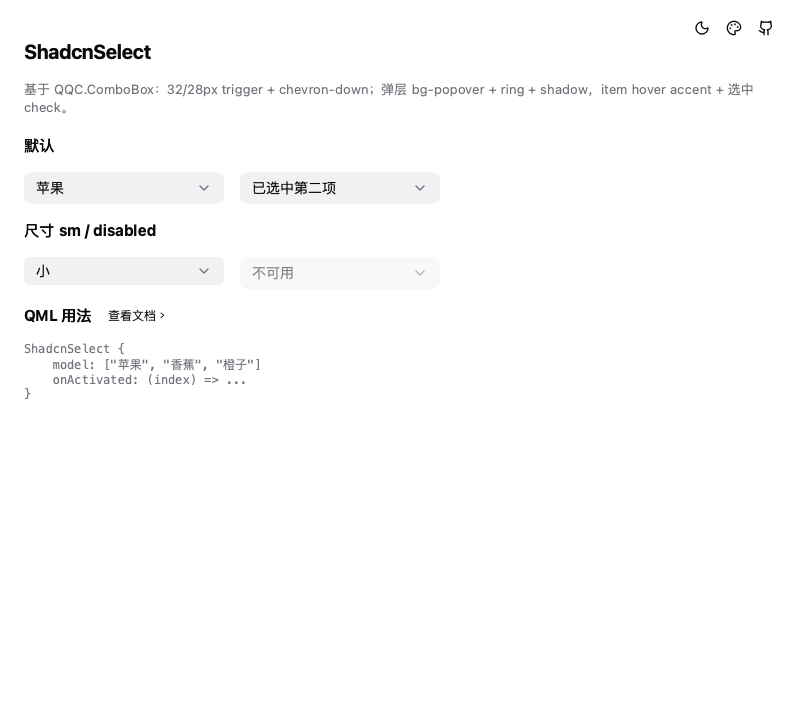 ShadcnSelect
基于 QQC.ComboBox：32/28px trigger + chevron-down；弹层 bg-popover + ring + shadow，item hover accent + 选中
check。
默认
苹果
已选中第二项
尺寸 sm / disabled
小
不可用
QML 用法 查看文档 ›
ShadcnSelect {
    model: ["苹果", "香蕉", "橙子"]
    onActivated: (index) => ...
}